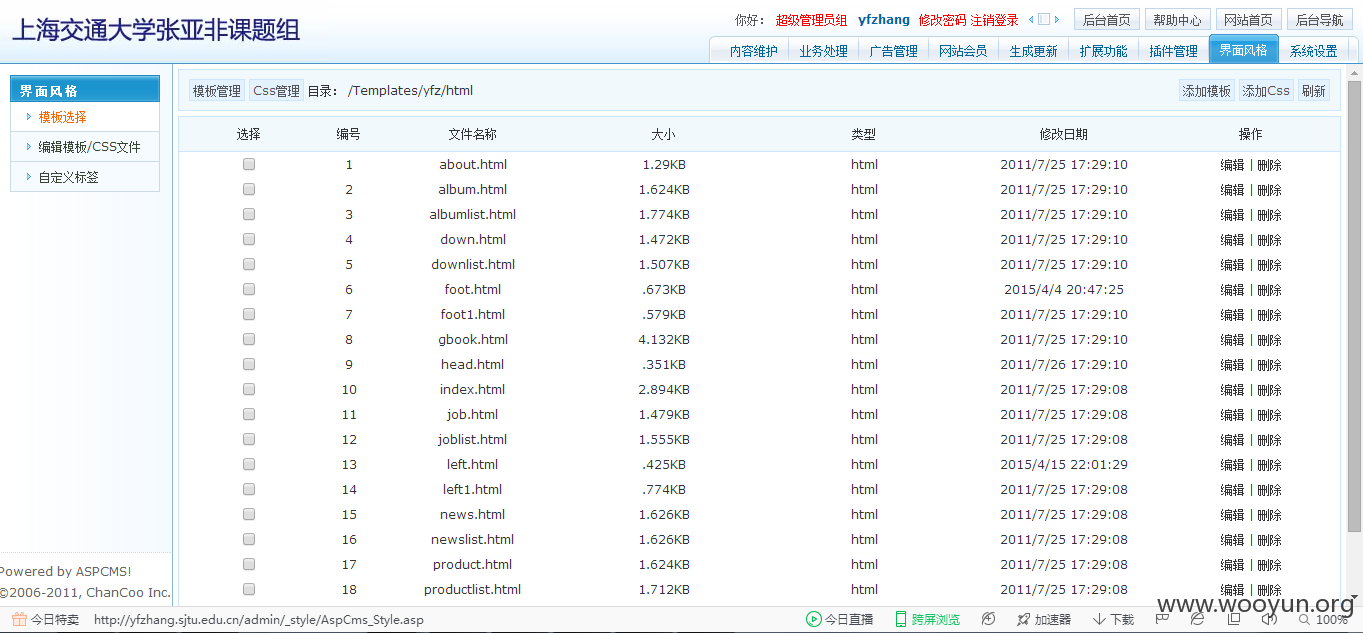 上海交通大学张亚非课题组
你好： 超级管理员组 yfzhang 修改密码 注销登录 后台首页 帮助中心 网站首页 后台导航
内容维护 业务处理 广告管理 网站会员 生成更新 扩展功能 插件管理 界面风格 系统设置
界面风格
模板选择
编辑模板/CSS文件
自定义标签
模板管理 Css管理 目录： /Templates/yfz/html 添加模板 添加Css 刷新
选择 编号 文件名称 大小 类型 修改日期 操作
1 about.html 1.29KB html 2011/7/25 17:29:10 编辑 | 删除
2 album.html 1.624KB html 2011/7/25 17:29:10 编辑 | 删除
3 albumlist.html 1.774KB html 2011/7/25 17:29:10 编辑 | 删除
4 down.html 1.472KB html 2011/7/25 17:29:10 编辑 | 删除
5 downlist.html 1.507KB html 2011/7/25 17:29:10 编辑 | 删除
6 foot.html .673KB html 2015/4/4 20:47:25 编辑 | 删除
7 foot1.html .579KB html 2011/7/25 17:29:10 编辑 | 删除
8 gbook.html 4.132KB html 2011/7/25 17:29:10 编辑 | 删除
9 head.html .351KB html 2011/7/26 17:29:10 编辑 | 删除
10 index.html 2.894KB html 2011/7/25 17:29:08 编辑 | 删除
11 job.html 1.479KB html 2011/7/25 17:29:08 编辑 | 删除
12 joblist.html 1.555KB html 2011/7/25 17:29:08 编辑 | 删除
13 left.html .425KB html 2015/4/15 22:01:29 编辑 | 删除
14 left1.html .774KB html 2011/7/25 17:29:08 编辑 | 删除
15 news.html 1.626KB html 2011/7/25 17:29:08 编辑 | 删除
16 newslist.html 1.626KB html 2011/7/25 17:29:08 编辑 | 删除
17 product.html 1.624KB html 2011/7/25 17:29:08 编辑 | 删除
18 productlist.html 1.712KB html 2011/7/25 17:29:08 编辑 | 删除
Powered by ASPCMS!
©2006-2011, ChanCoo Inc.
www.wooyun.org
今日特卖 http://yfzhang.sjtu.edu.cn/admin/_style/AspCms_Style.asp 今日直播 跨屏浏览 加速器 下载 100%